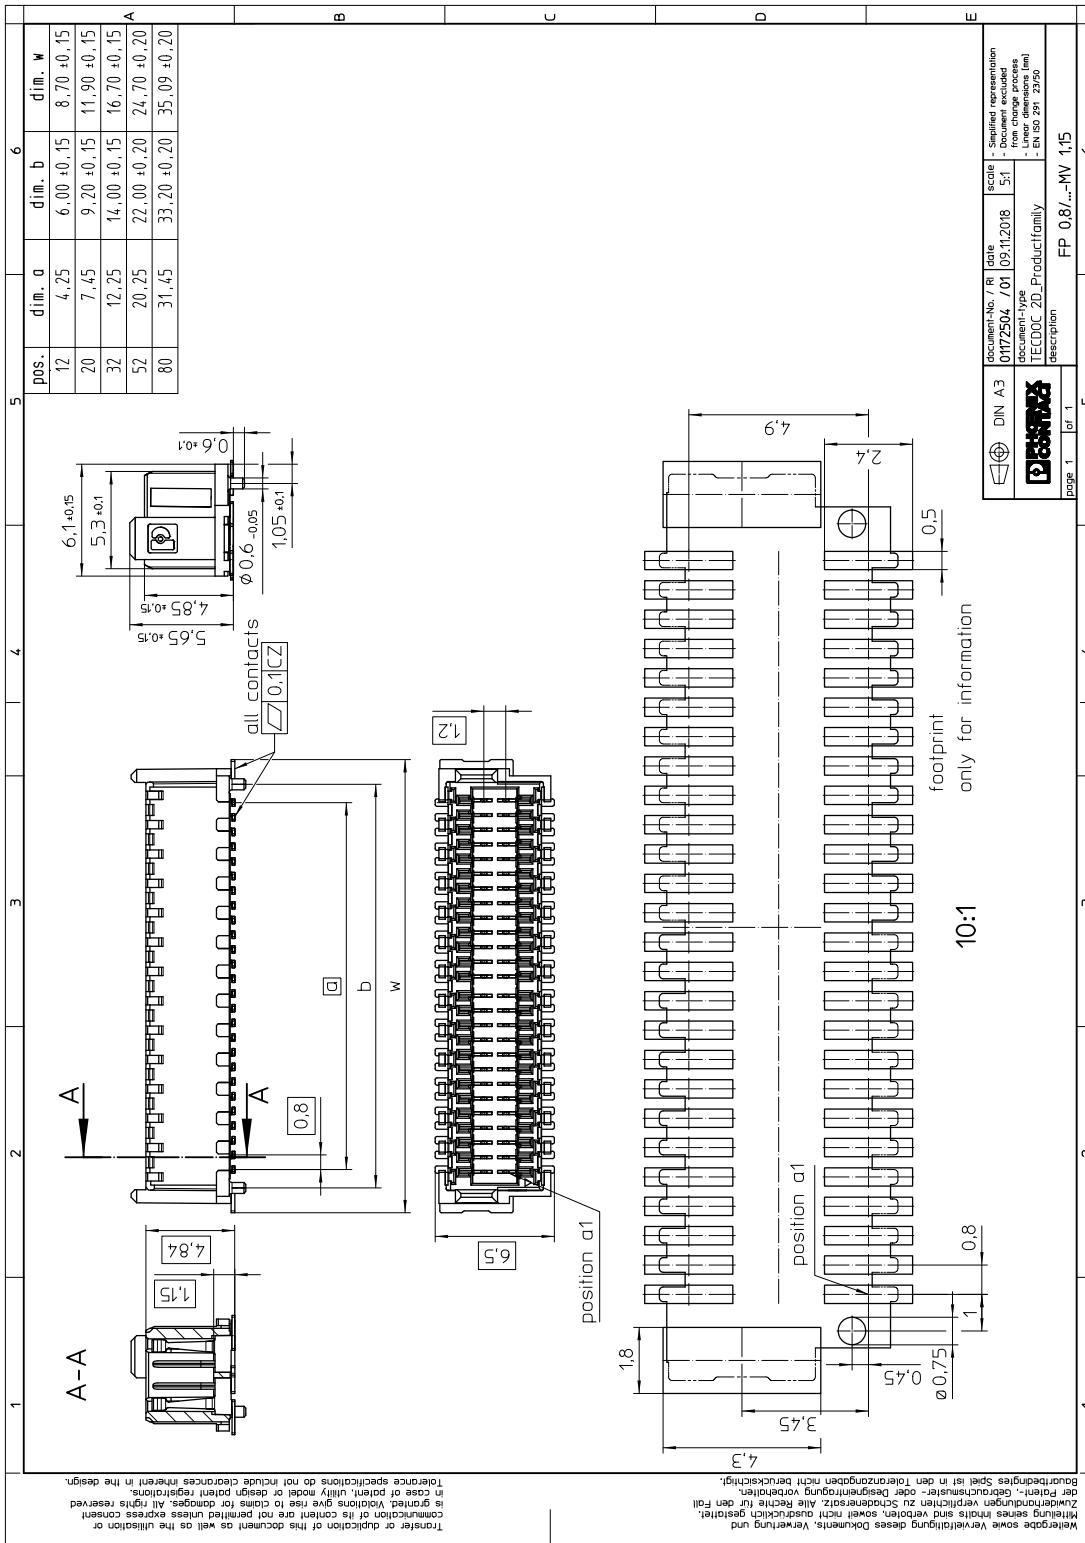 pos. dim. a dim. b dim. w
12 4,25 6,00 ±0,15 8,70 ±0,15
20 7,45 9,20 ±0,15 11,90 ±0,15
32 12,25 14,00 ±0,15 16,70 ±0,15
52 20,25 22,00 ±0,20 24,70 ±0,20
80 31,45 33,20 ±0,20 35,09 ±0,20
1 2 3 4 5 6
A
B
C
D
E
A-A
1,15
4,84
A
A
0,8
a
b
w
all contacts
0,1CZ
6,1 ±0,15
5,3 ±0,1
4,85 ±0,15
5,65 ±0,15
0,6 ±0,1
ø0,6 -0,05
1,05 ±0,1
6,5
1,2
position a1
4,3
3,45
1,8
0,45
ø0,75
1
0,8
position a1
10:1
footprint
only for information
0,5
2,4
4,9
DIN A3
PHOENIX
CONTACT
page 1 of 1
document-No. / RI
01172504 / 01
date
09.11.2018
scale
5:1
document-type
TECDOC 2D_Productfamily
description
FP 0,8/...-MV 1,15
- Simplified representation
- Document excluded
from change process
- Linear dimensions [mm]
- EN ISO 291 23/50
Transfer or duplication of this document as well as the utilisation or
communication of its content are not permitted unless express consent
is granted. Violations give rise to claims for damages. All rights reserved
in case of patent, utility model or design patent registrations.
Tolerance specifications do not include clearances inherent in the design.
Weitergabe sowie Vervielfältigung dieses Dokuments, Verwertung und
Mitteilung seines Inhalts sind verboten, soweit nicht ausdrücklich gestattet.
Zuwiderhandlungen verpflichten zu Schadenersatz. Alle Rechte für den Fall
der Patent-, Gebrauchsmuster- oder Designeintragung vorbehalten.
Bauartbedingtes Spiel ist in den Toleranzangaben nicht berücksichtigt.